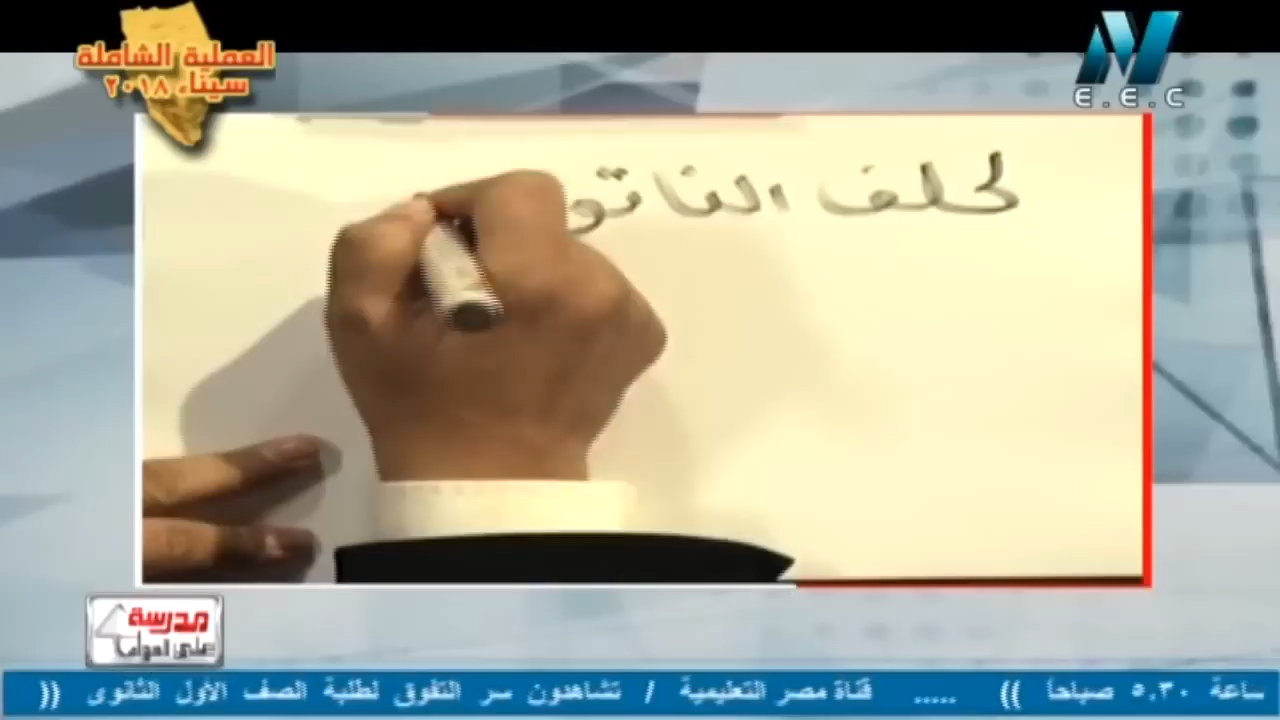 العملية الشاملة
سيناء ٢٠١٨
E.E.C
لحلف الناتو
مدرسة
على الهواء
ساعة ٥,٣٠ صباحاً )) ..... قناة مصر التعليمية / تشاهدون سر التفوق لطلبة الصف الأول الثانوى ((